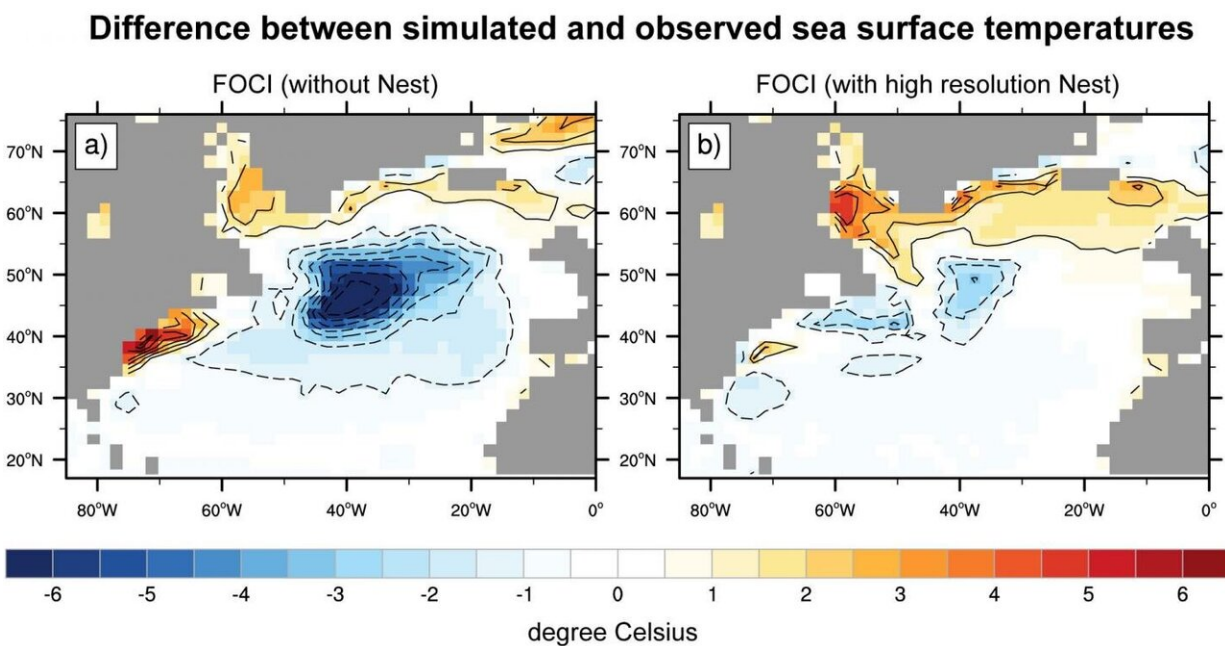 Difference between simulated and observed sea surface temperatures
FOCI (without Nest)
FOCI (with high resolution Nest)
a)
b)
70°N
60°N
50°N
40°N
30°N
20°N
70°N
60°N
50°N
40°N
30°N
20°N
80°W 60°W 40°W 20°W 0°
80°W 60°W 40°W 20°W 0°
-6 -5 -4 -3 -2 -1 0 1 2 3 4 5 6
degree Celsius